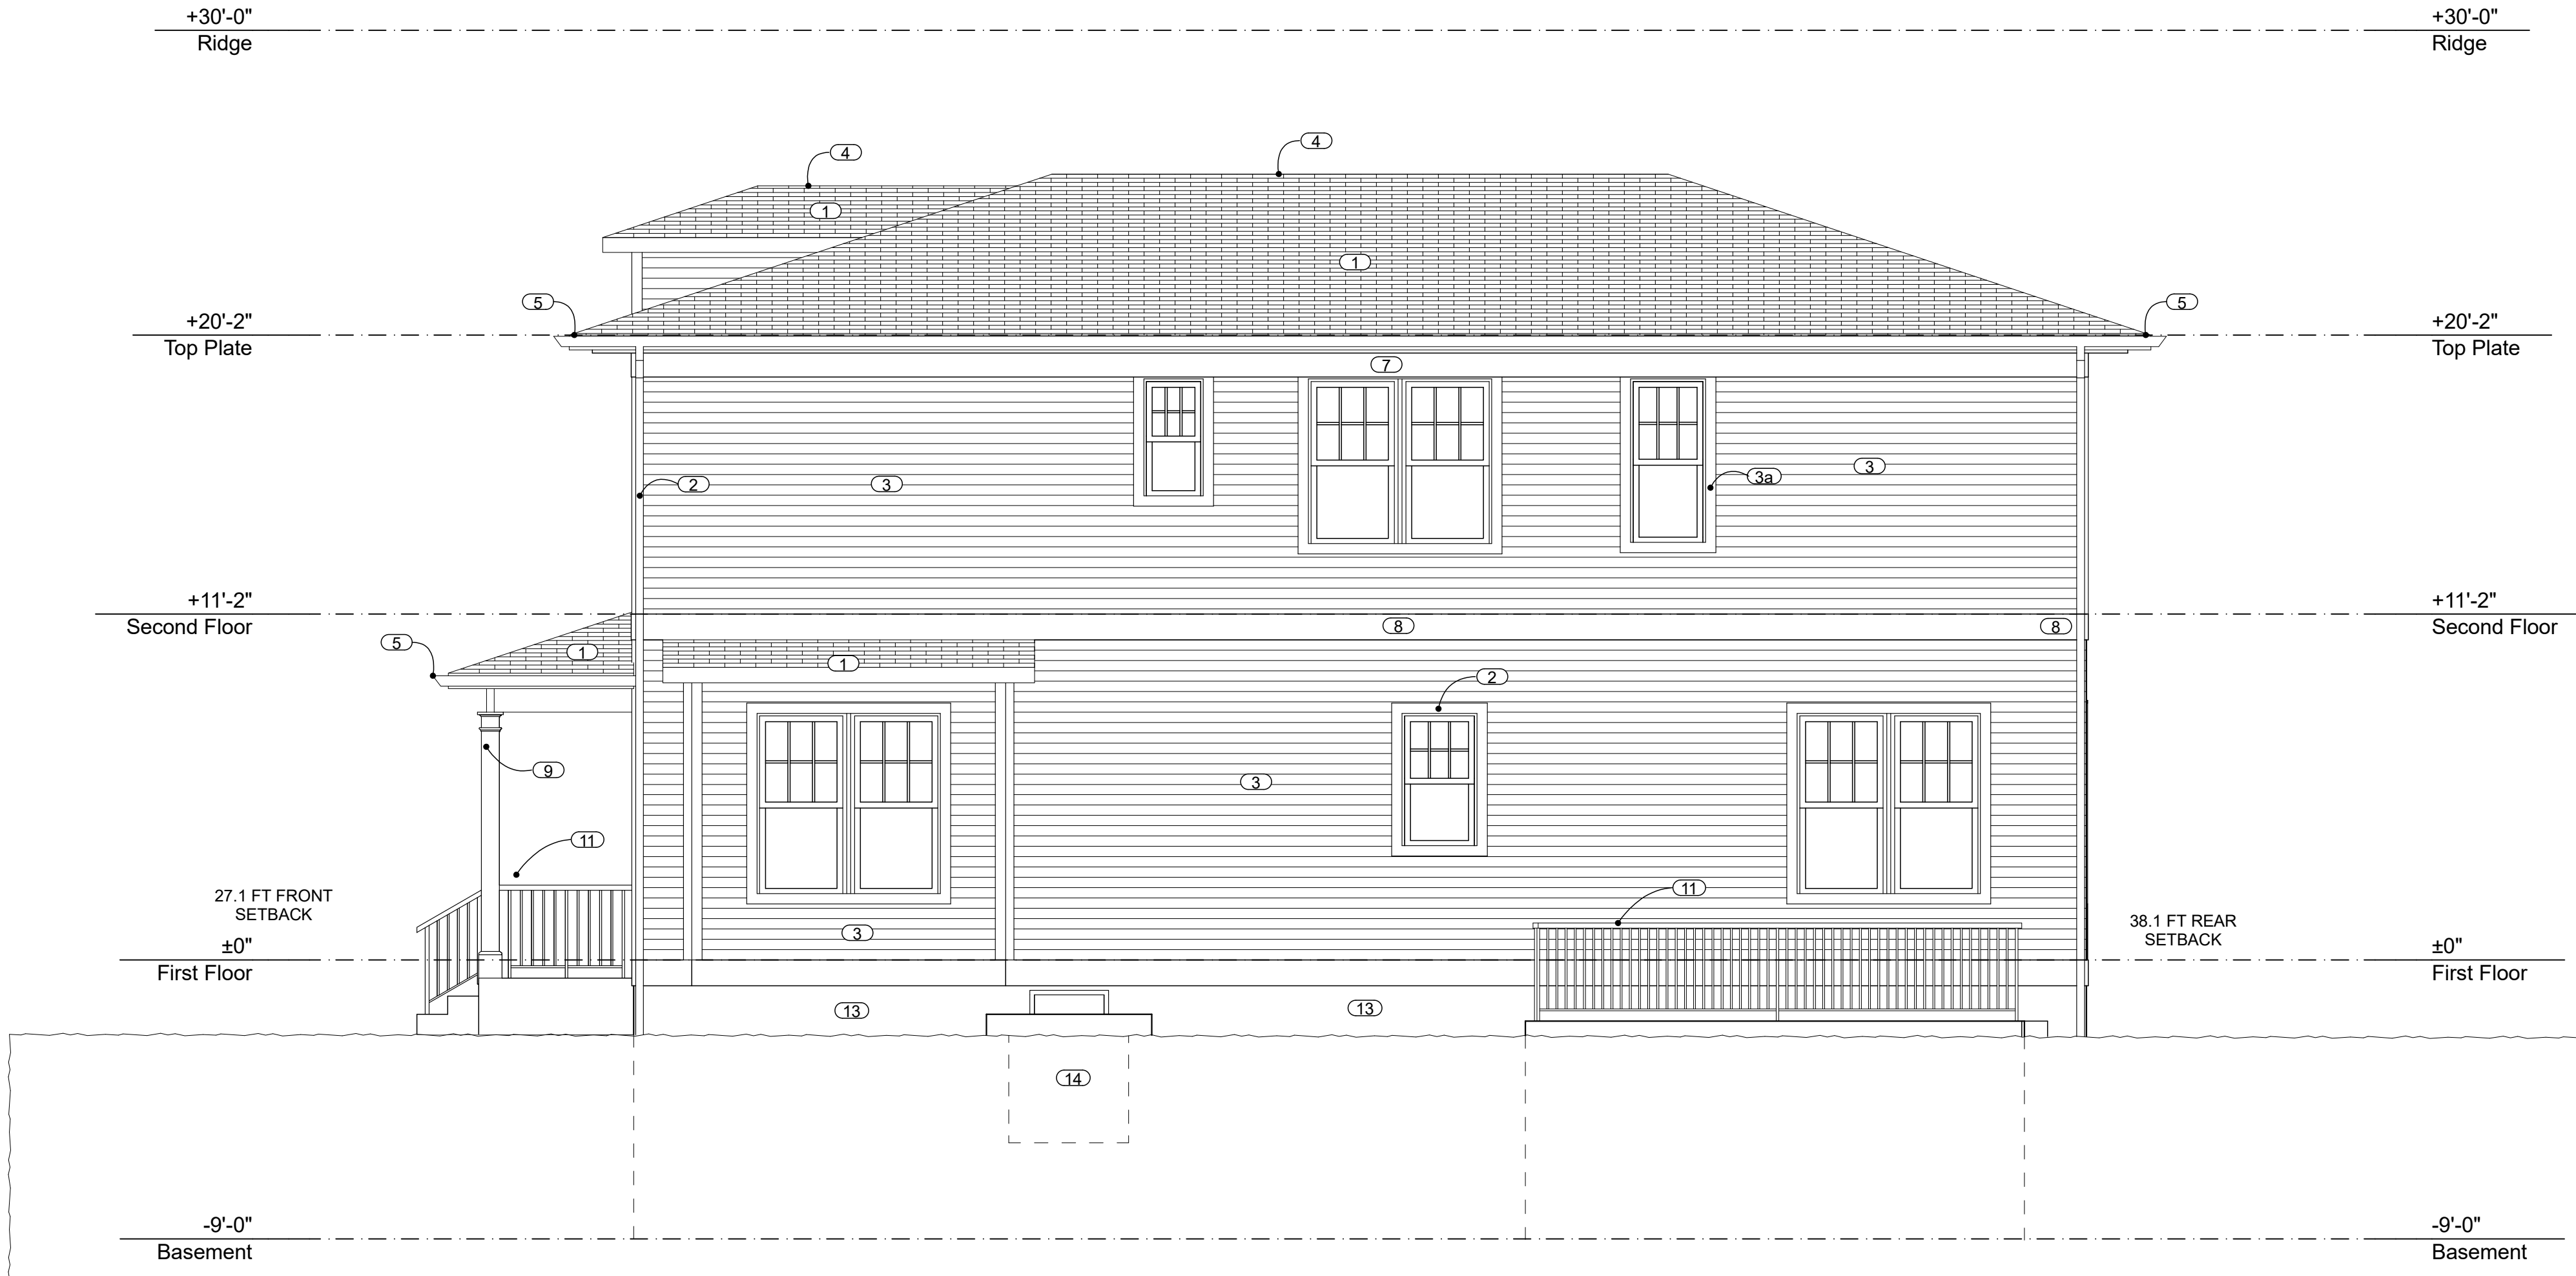 +30'-0"
Ridge
+30'-0"
Ridge
4
4
1
1
5
5
+20'-2"
Top Plate
+20'-2"
Top Plate
7
2
3
3a
3
+11'-2"
Second Floor
+11'-2"
Second Floor
8
8
5
1
1
2
9
3
11
11
27.1 FT FRONT
SETBACK
38.1 FT REAR
SETBACK
3
±0"
First Floor
±0"
First Floor
13
13
14
-9'-0"
Basement
-9'-0"
Basement